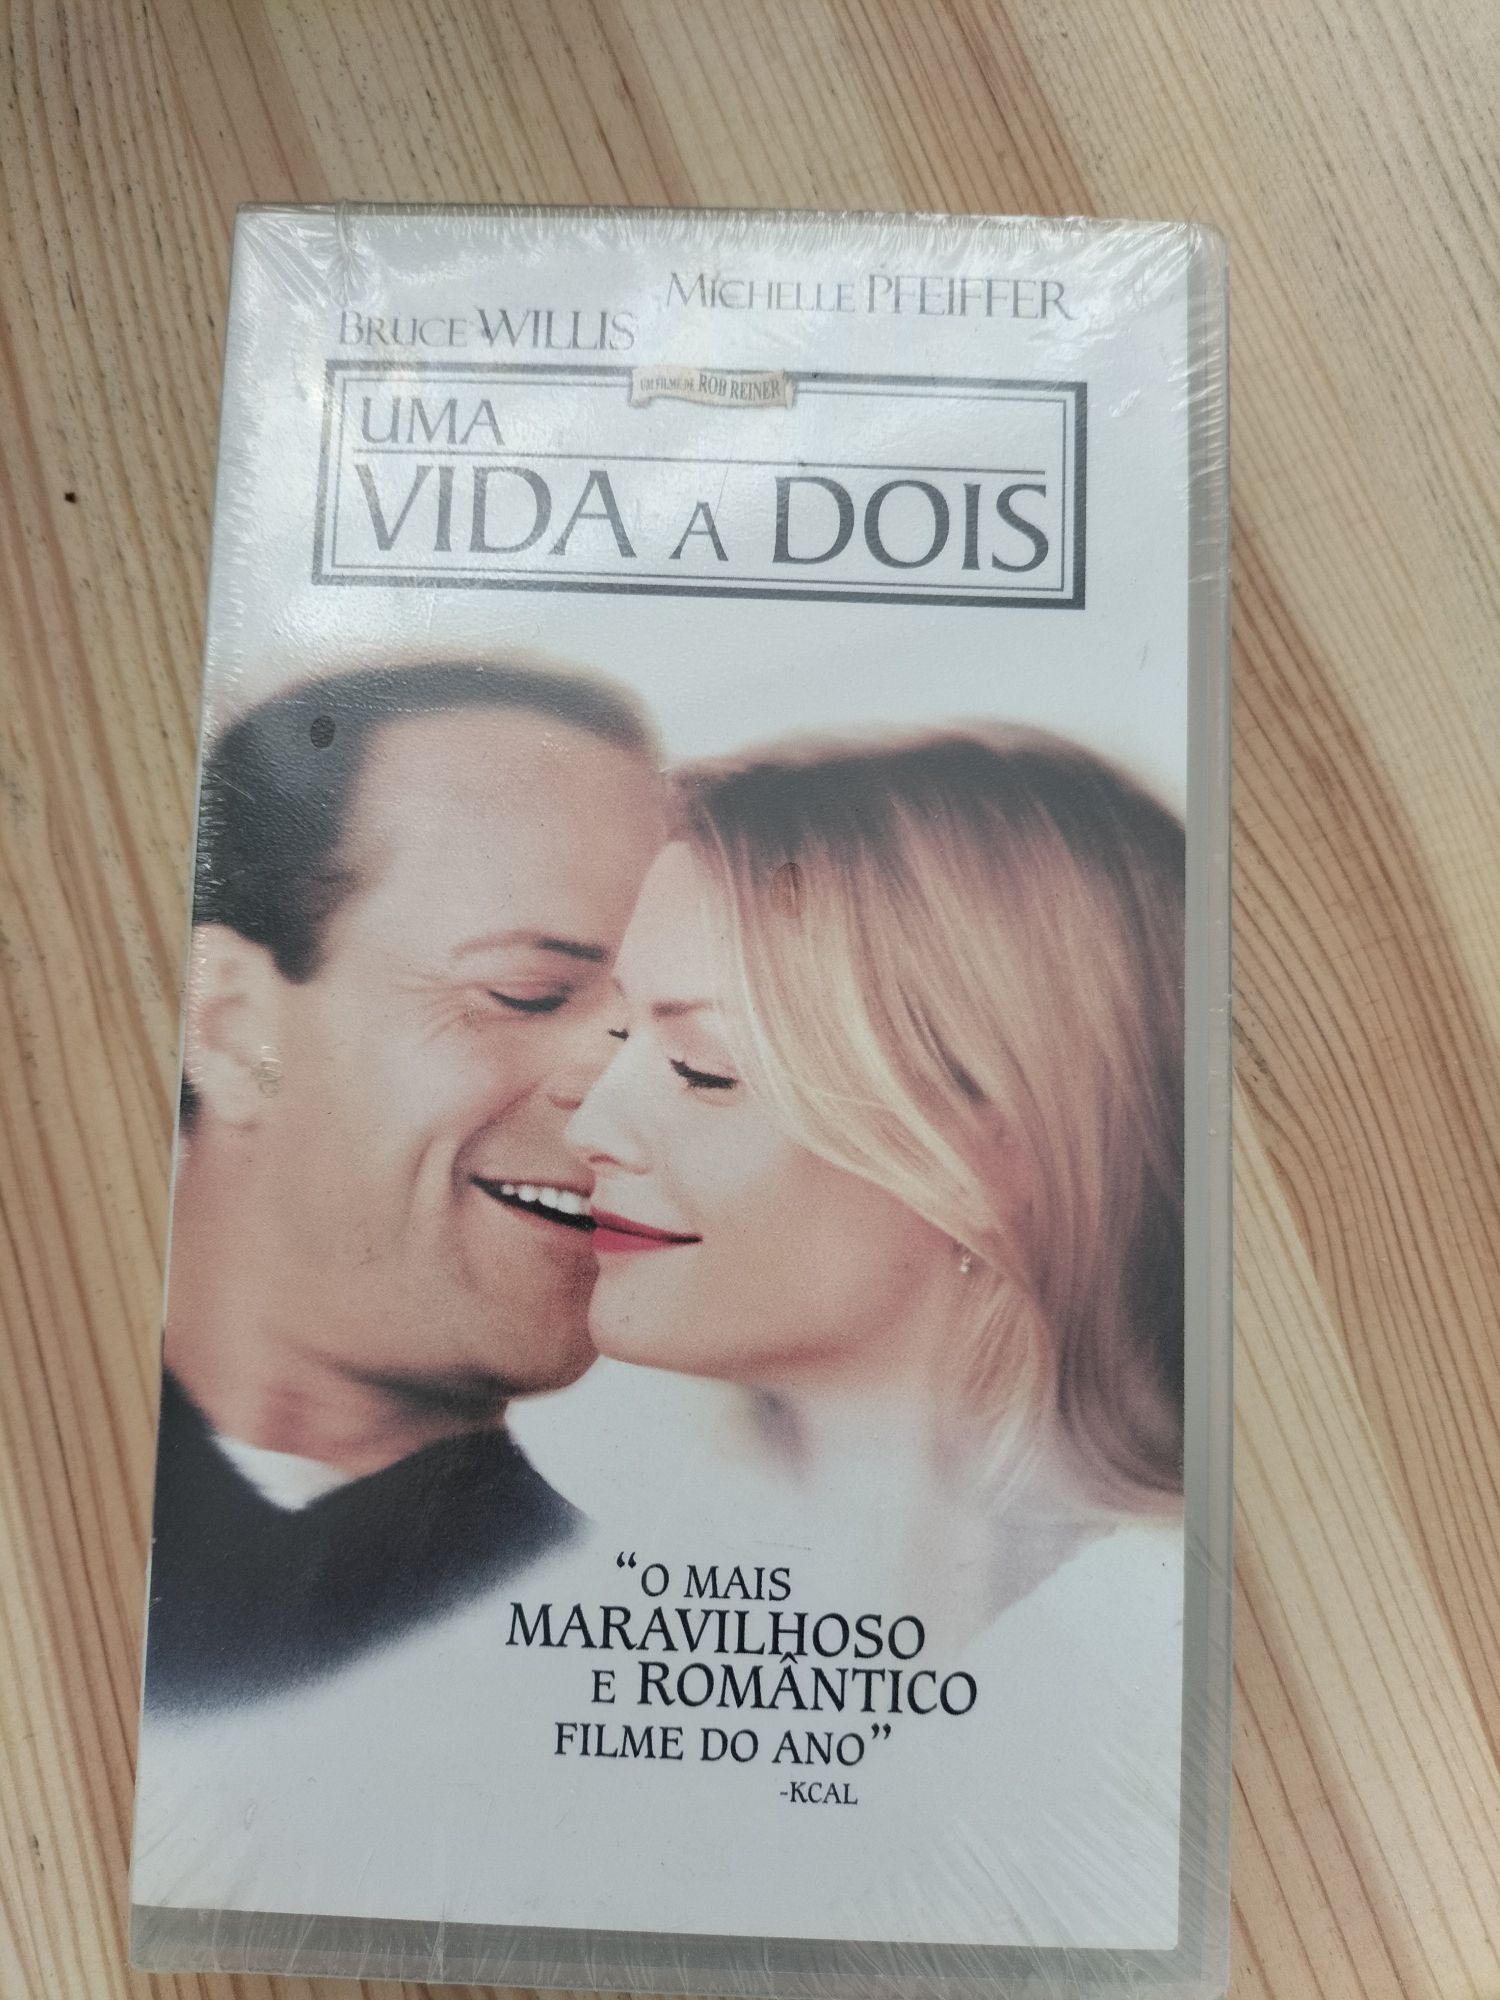 Michelle PFEIFFER
Bruce WILLIS
UM FILME DE ROB REINER
UMA
VIDA A DOIS
"O MAIS
MARAVILHOSO
E ROMÂNTICO
FILME DO ANO"
-KCAL